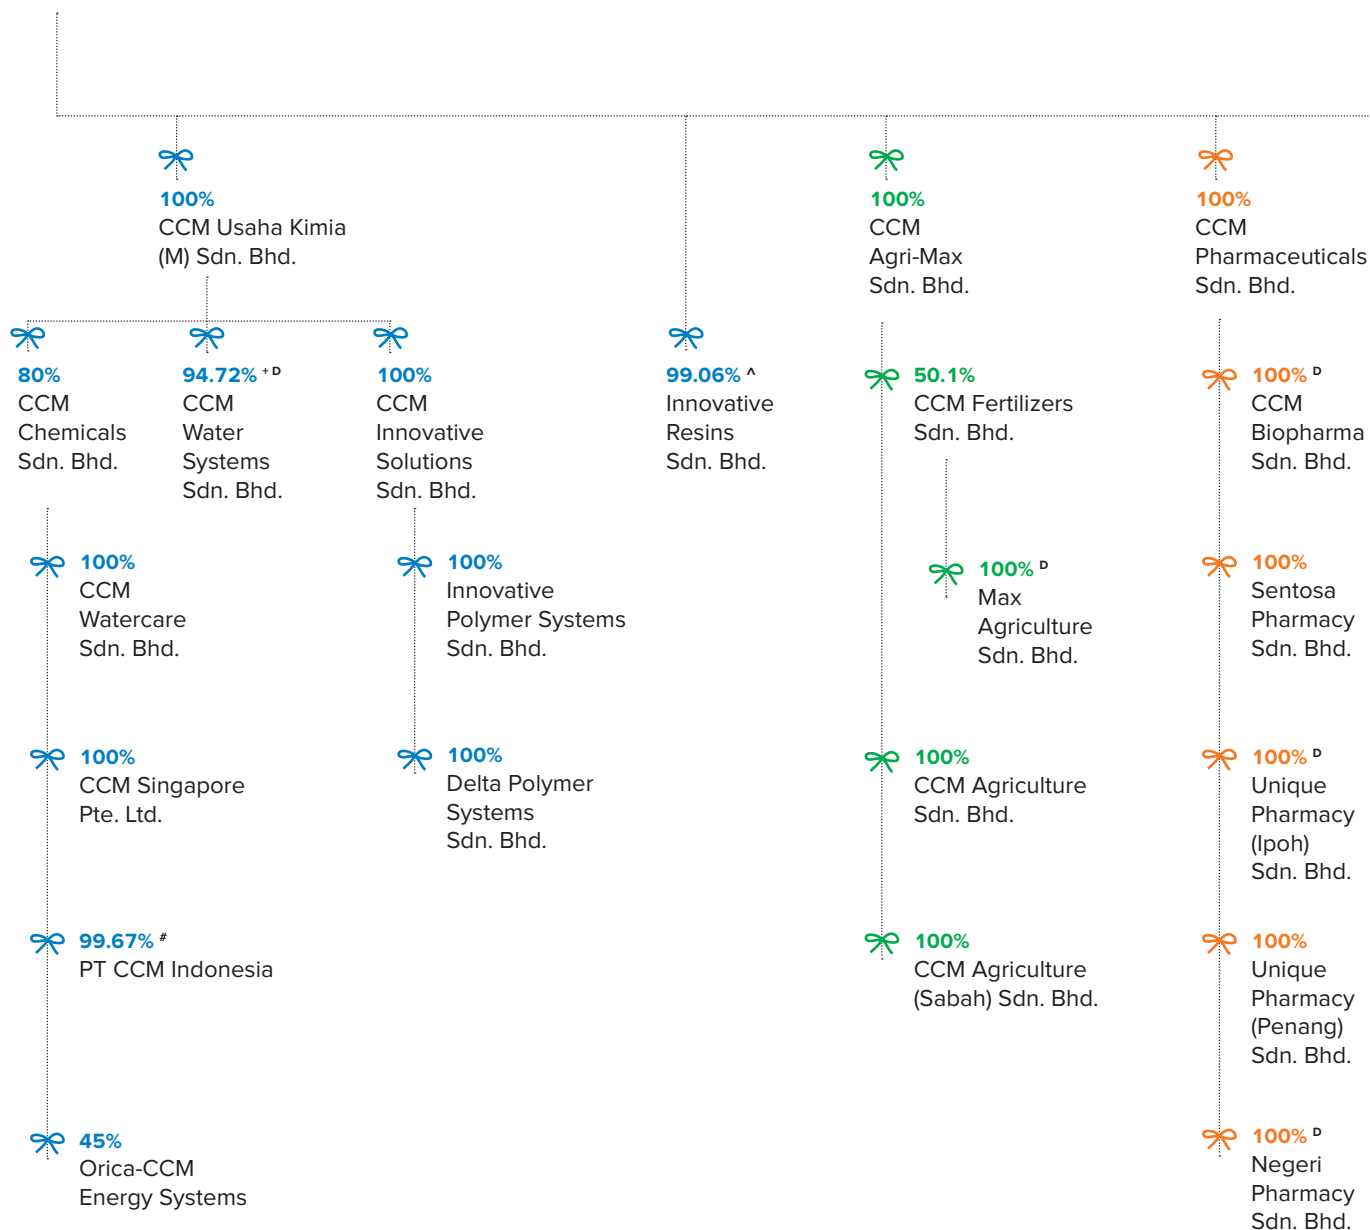 100%
CCM Usaha Kimia
(M) Sdn. Bhd.
80%
CCM
Chemicals
Sdn. Bhd.
100%
CCM
Watercare
Sdn. Bhd.
100%
CCM Singapore
Pte. Ltd.
99.67% #
PT CCM Indonesia
45%
Orica-CCM
Energy Systems
94.72% + D
CCM
Water
Systems
Sdn. Bhd.
100%
CCM
Innovative
Solutions
Sdn. Bhd.
100%
Innovative
Polymer Systems
Sdn. Bhd.
100%
Delta Polymer
Systems
Sdn. Bhd.
99.06% ^
Innovative
Resins
Sdn. Bhd.
100%
CCM
Agri-Max
Sdn. Bhd.
50.1%
CCM Fertilizers
Sdn. Bhd.
100% D
Max
Agriculture
Sdn. Bhd.
100%
CCM Agriculture
Sdn. Bhd.
100%
CCM Agriculture
(Sabah) Sdn. Bhd.
100%
CCM
Pharmaceuticals
Sdn. Bhd.
100% D
CCM
Biopharma
Sdn. Bhd.
100%
Sentosa
Pharmacy
Sdn. Bhd.
100% D
Unique
Pharmacy
(Ipoh)
Sdn. Bhd.
100%
Unique
Pharmacy
(Penang)
Sdn. Bhd.
100% D
Negeri
Pharmacy
Sdn. Bhd.